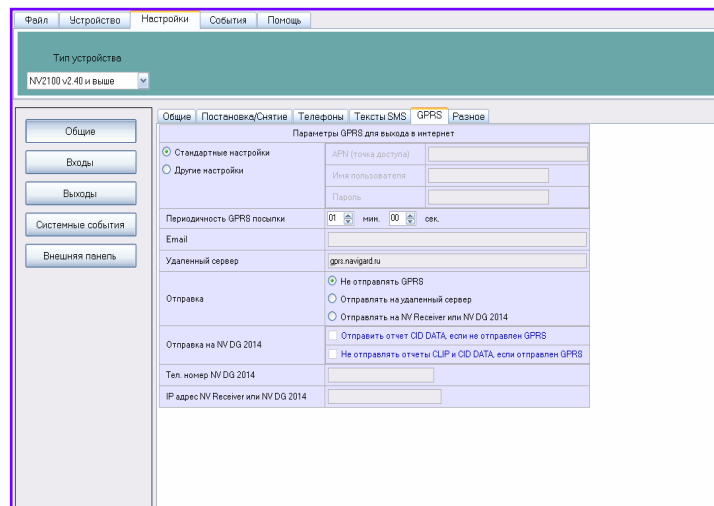 Файл Устройство Настройки События Помощь
Тип устройства
NV2100 v2.40 и выше
Общие Постановка/Снятие Телефоны Тексты SMS GPRS Разное
Общие
Входы
Выходы
Системные события
Внешняя панель
Параметры GPRS для выхода в интернет
Стандартные настройки
Другие настройки
APN (точка доступа)
Имя пользователя
Пароль
Периодичность GPRS посылки 01 мин. 00 сек.
Email
Удаленный сервер gprs.navigard.ru
Отправка
Не отправлять GPRS
Отправлять на удаленный сервер
Отправлять на NV Receiver или NV DG 2014
Отправка на NV DG 2014
Отправить отчет CID DATA, если не отправлен GPRS
Не отправлять отчеты CLIP и CID DATA, если отправлен GPRS
Тел. номер NV DG 2014
IP адрес NV Receiver или NV DG 2014